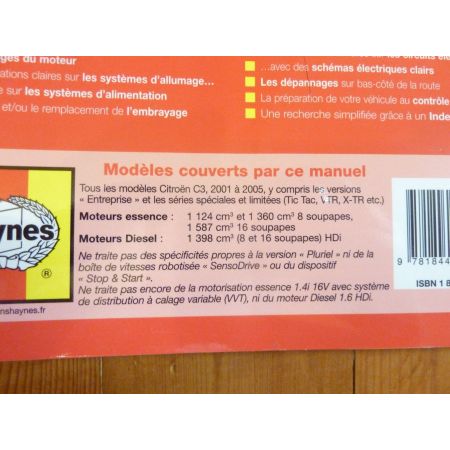 ges du moteur
ations claires sur les systèmes d'allumage...
e sur les systèmes d'alimentation
et/ou le remplacement de l'embrayage
...avec des schémas électriques clairs
Les dépannages sur bas-côté de la route
La préparation de votre véhicule au contrôle
Une recherche simplifiée grâce à un Inde
Modèles couverts par ce manuel
Tous les modèles Citroën C3, 2001 à 2005, y compris les versions
« Entreprise » et les séries spéciales et limitées (Tic Tac, VTR, X-TR etc.)
Moteurs essence : 1 124 cm³ et 1 360 cm³ 8 soupapes,
1 587 cm³ 16 soupapes
Moteurs Diesel : 1 398 cm³ (8 et 16 soupapes) HDi
Ne traite pas des spécificités propres à la version « Pluriel » ni de la
boîte de vitesses robotisée « SensoDrive » ou du dispositif
« Stop & Start ».
Ne traite pas encore de la motorisation essence 1.4i 16V avec système
de distribution à calage variable (VVT), ni du moteur Diesel 1.6 HDi.
ynes
®
nshaynes.com
9 781844
ISBN 1 8